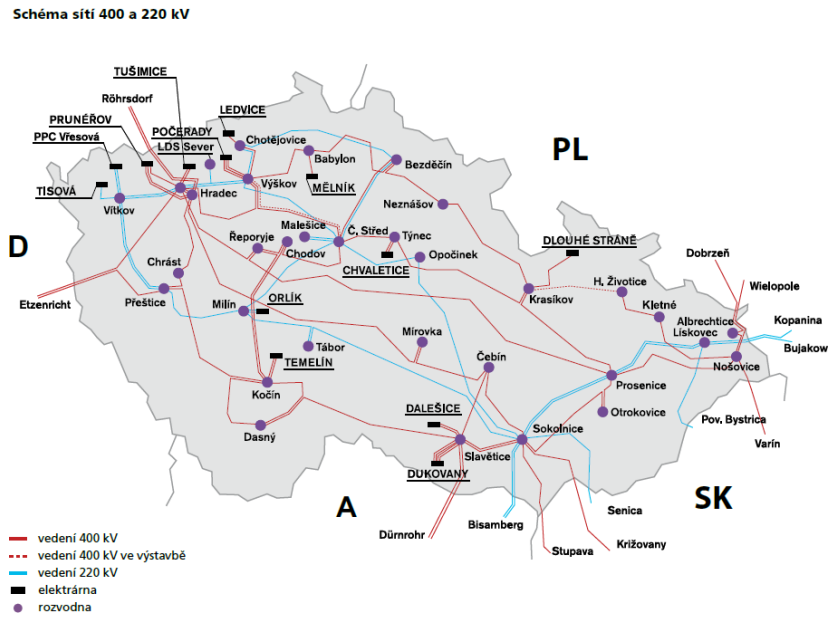 Schéma sítí 400 a 220 kV
TUŠIMICE
Röhrsdorf
LEDVICE
PRUNÉŘOV
POČERADY
PPC Vřesová
LDS Sever
Chotějovice
PL
Babylon
Bezděčín
TISOVÁ
Výškov
MĚLNÍK
Hradec
Vítkov
Neznášov
Malešice
Č. Střed
Týnec
D
Řeporyje
Chodov
DLOUHÉ STRÁNĚ
Opočínek
Dobrzeň
Chrást
CHVALETICE
Wielopole
Etzenricht
Přeštice
ORLÍK
Krasíkov
H. Životice
Milín
Kletné
Kopanina
Albrechtice
Lískovec
Mírovka
Bujakow
Tábor
Čebín
TEMELÍN
Nošovice
Kočín
Prosenice
DALEŠICE
Otrokovice
Dasný
Sokolnice
Pov. Bystrica
Slavětice
Varín
DUKOVANY
SK
A
Senica
Bisamberg
Dürnrohr
Stupava
Križovany
vedení 400 kV
vedení 400 kV ve výstavbě
vedení 220 kV
elektrárna
rozvodna